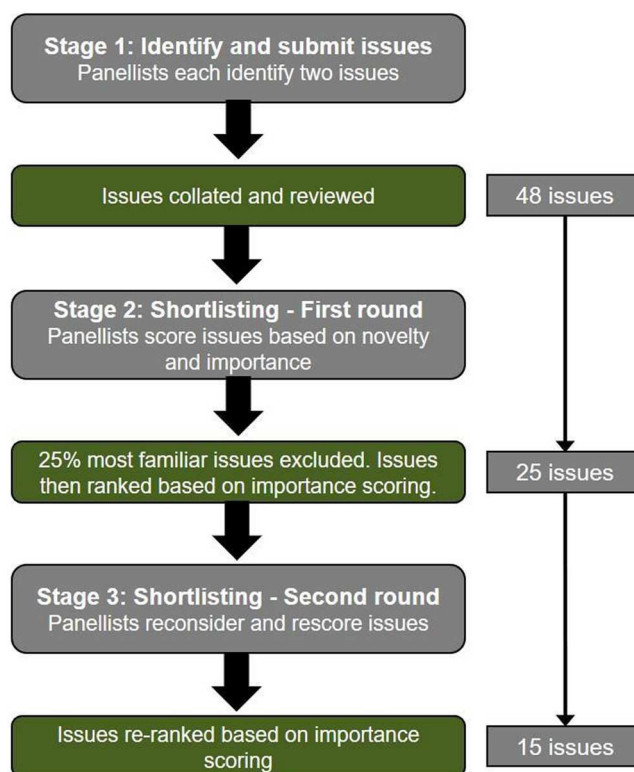 Stage 1: Identify and submit issues
Panellists each identify two issues
Issues collated and reviewed
48 issues
Stage 2: Shortlisting - First round
Panellists score issues based on novelty
and importance
25% most familiar issues excluded. Issues
then ranked based on importance scoring.
25 issues
Stage 3: Shortlisting - Second round
Panellists reconsider and rescore issues
Issues re-ranked based on importance
scoring
15 issues